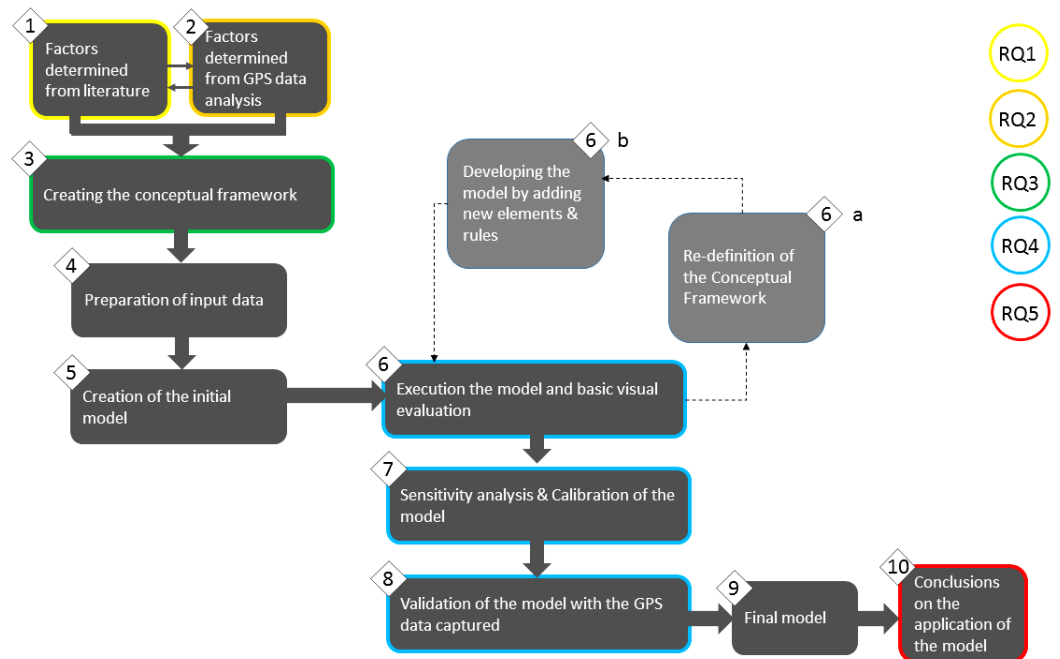 1
Factors
determined
from literature
2
Factors
determined
from GPS data
analysis
3
Creating the conceptual framework
4
Preparation of input data
5
Creation of the initial
model
6
Execution the model and basic visual
evaluation
6 a
Re-definition of
the Conceptual
Framework
6 b
Developing the
model by adding
new elements &
rules
7
Sensitivity analysis & Calibration of the
model
8
Validation of the model with the GPS
data captured
9
Final model
10
Conclusions
on the
application of
the model
RQ1
RQ2
RQ3
RQ4
RQ5